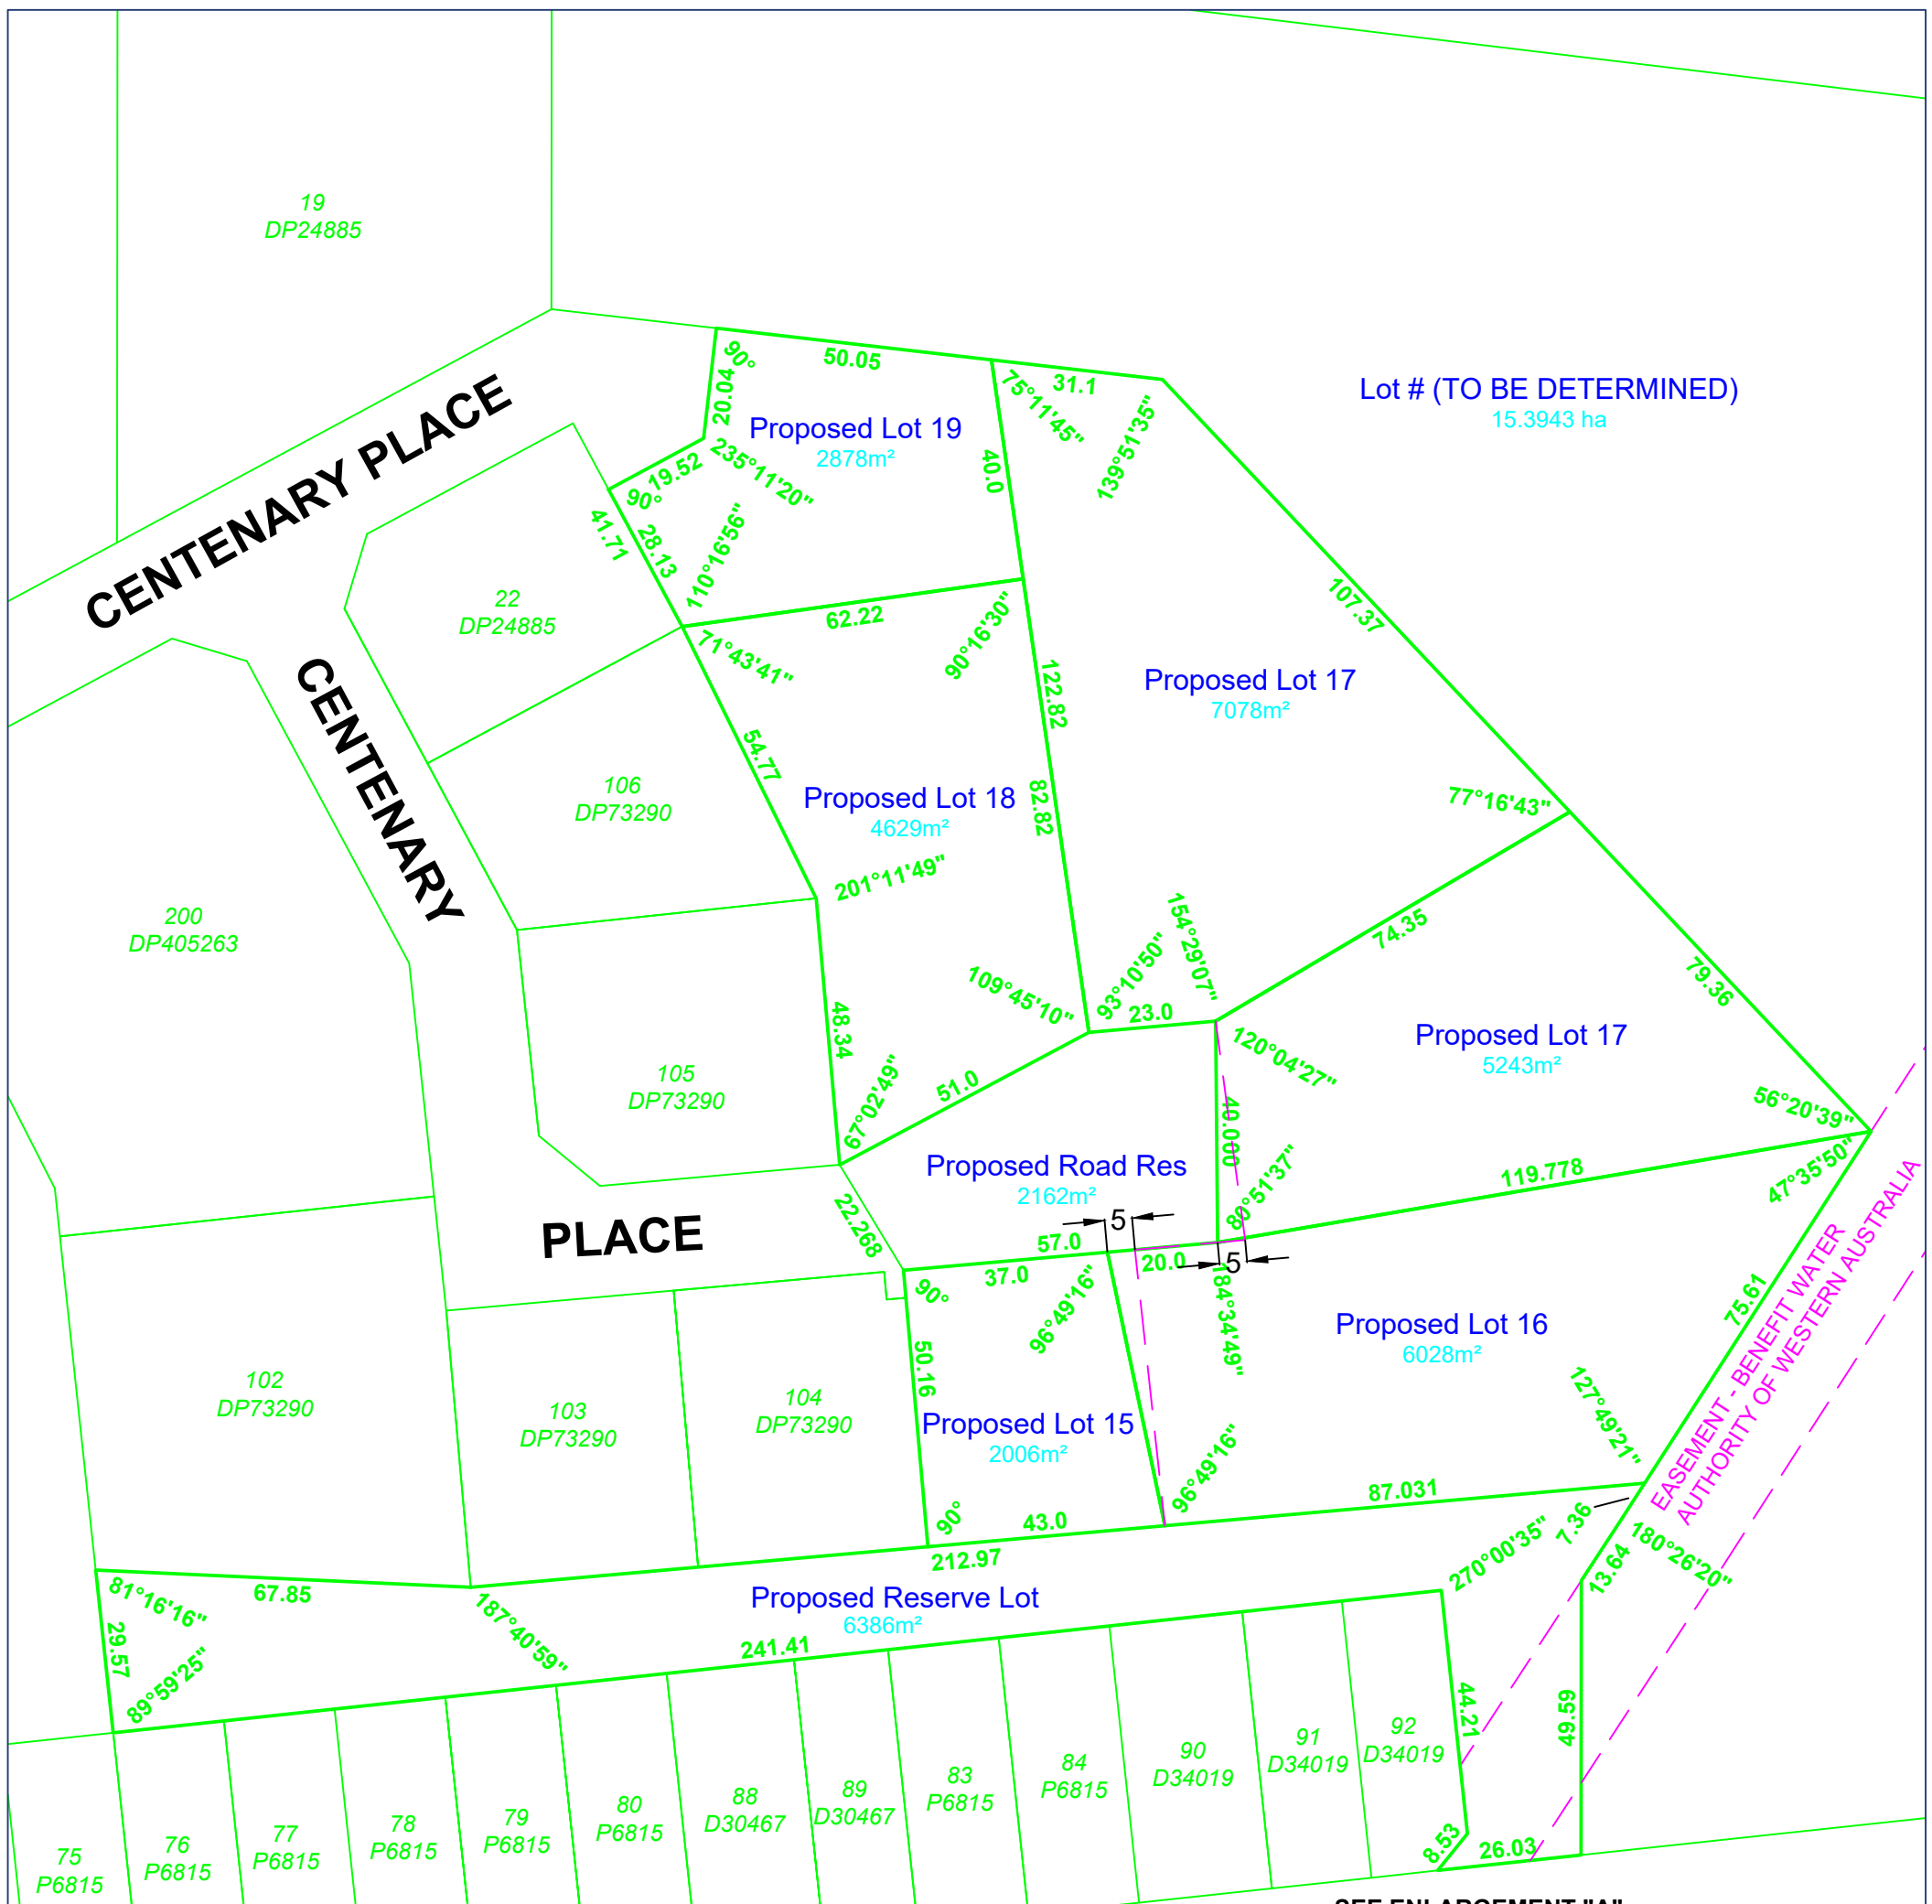 19
DP24885
Lot # (TO BE DETERMINED)
15.3943 ha
90°
50.05
31.1
75°11'45"
139°51'35"
20.04
Proposed Lot 19
2878m²
40.0
CENTENARY PLACE
19.52
235°11'20"
90°
41.71
28.13
110°16'56"
107.37
22
DP24885
62.22
90°16'30"
71°43'41"
122.82
Proposed Lot 17
7078m²
CENTENARY
54.77
106
DP73290
Proposed Lot 18
4629m²
82.82
77°16'43"
201°11'49"
200
DP405263
154°29'07"
74.35
93°10'50"
109°45'10"
23.0
79.36
48.34
120°04'27"
Proposed Lot 17
5243m²
105
DP73290
67°02'49"
51.0
40.000
56°20'39"
Proposed Road Res
2162m²
80°51'37"
119.778
47°35'50"
22.268
PLACE
5
57.0
37.0
20.0
5
90°
96°49'16"
184°34'49"
Proposed Lot 16
6028m²
75.61
EASEMENT - BENEFIT WATER
AUTHORITY OF WESTERN AUSTRALIA
102
DP73290
103
DP73290
104
DP73290
50.16
Proposed Lot 15
2006m²
127°49'21"
96°49'16"
90°
43.0
87.031
212.97
270°00'35"
7.36
180°26'20"
13.64
81°16'16"
67.85
187°40'59"
Proposed Reserve Lot
6386m²
29.57
89°59'25"
241.41
44.21
49.59
75
P6815
76
P6815
77
P6815
78
P6815
79
P6815
80
P6815
88
D30467
89
D30467
83
P6815
84
P6815
90
D34019
91
D34019
92
D34019
8.53
26.03
SEE ENLARGEMENT "A"